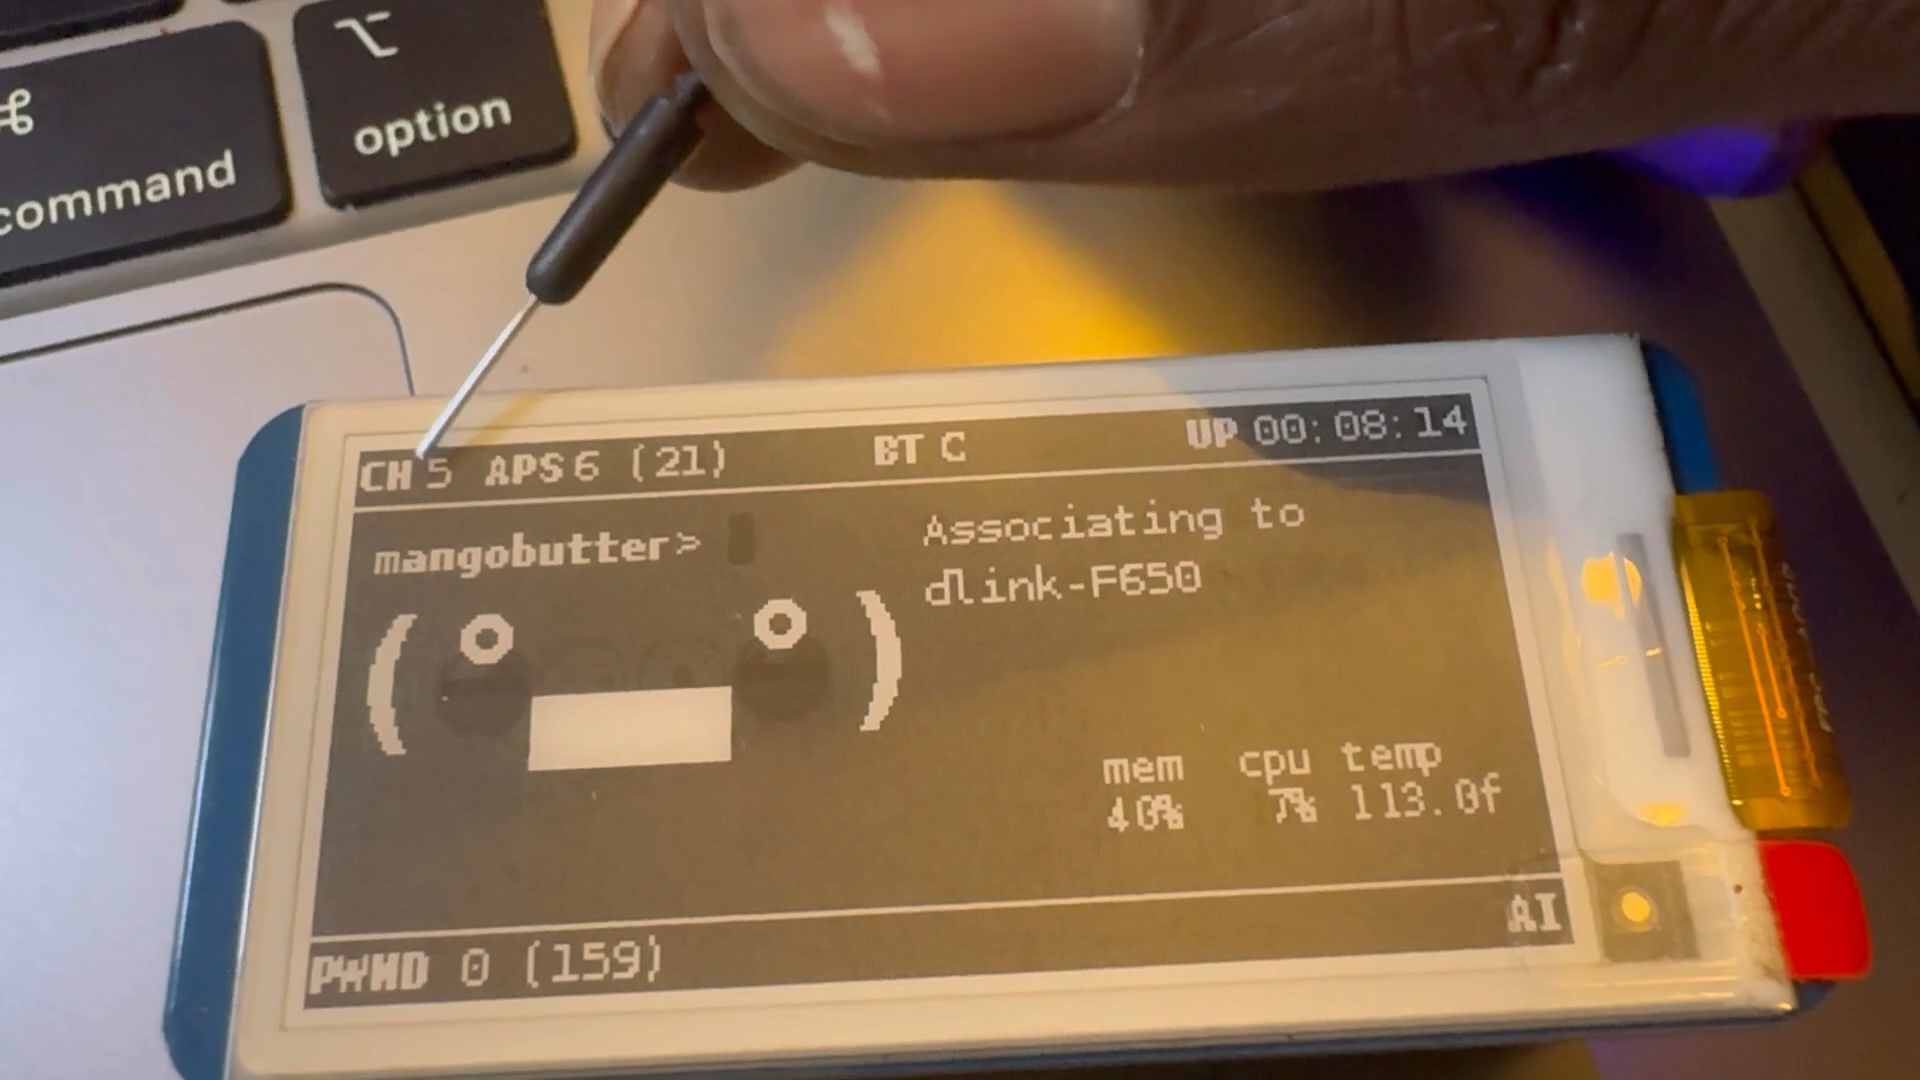 ⌥
⌘
option
command
CH 5 APS 6 (21) BT C UP 00:08:14
mangobutter>
Associating to
dlink-F650
mem cpu temp
40% 7% 113.0f
AI
PWND 0 (159)